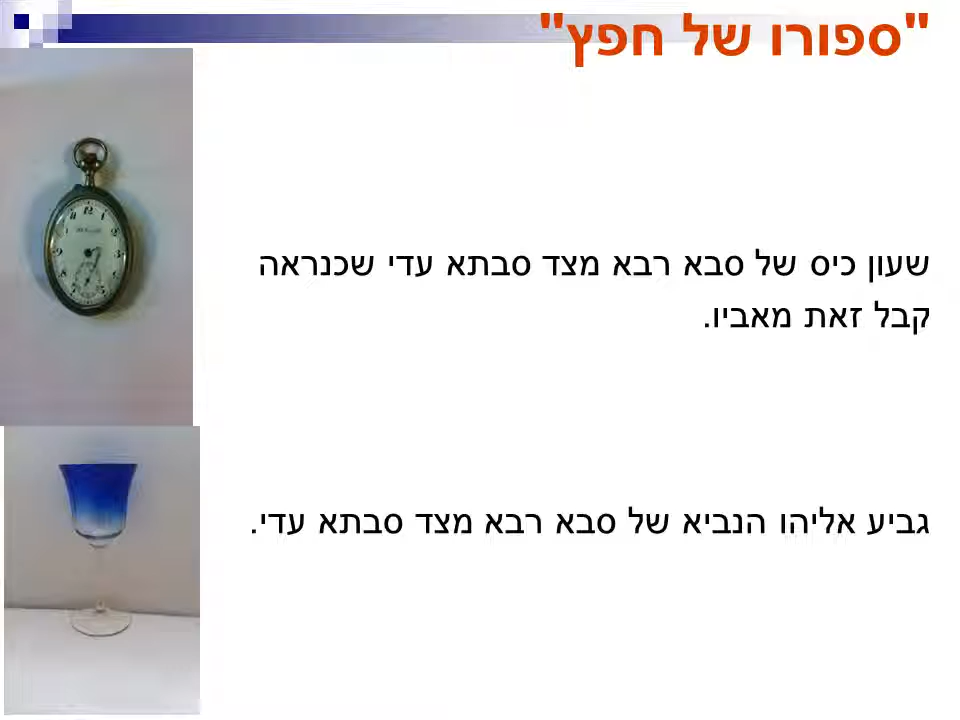 "ספורו של חפץ"
שעון כיס של סבא רבא מצד סבתא עדי שכנראה
קבל זאת מאביו.
גביע אליהו הנביא של סבא רבא מצד סבתא עדי.